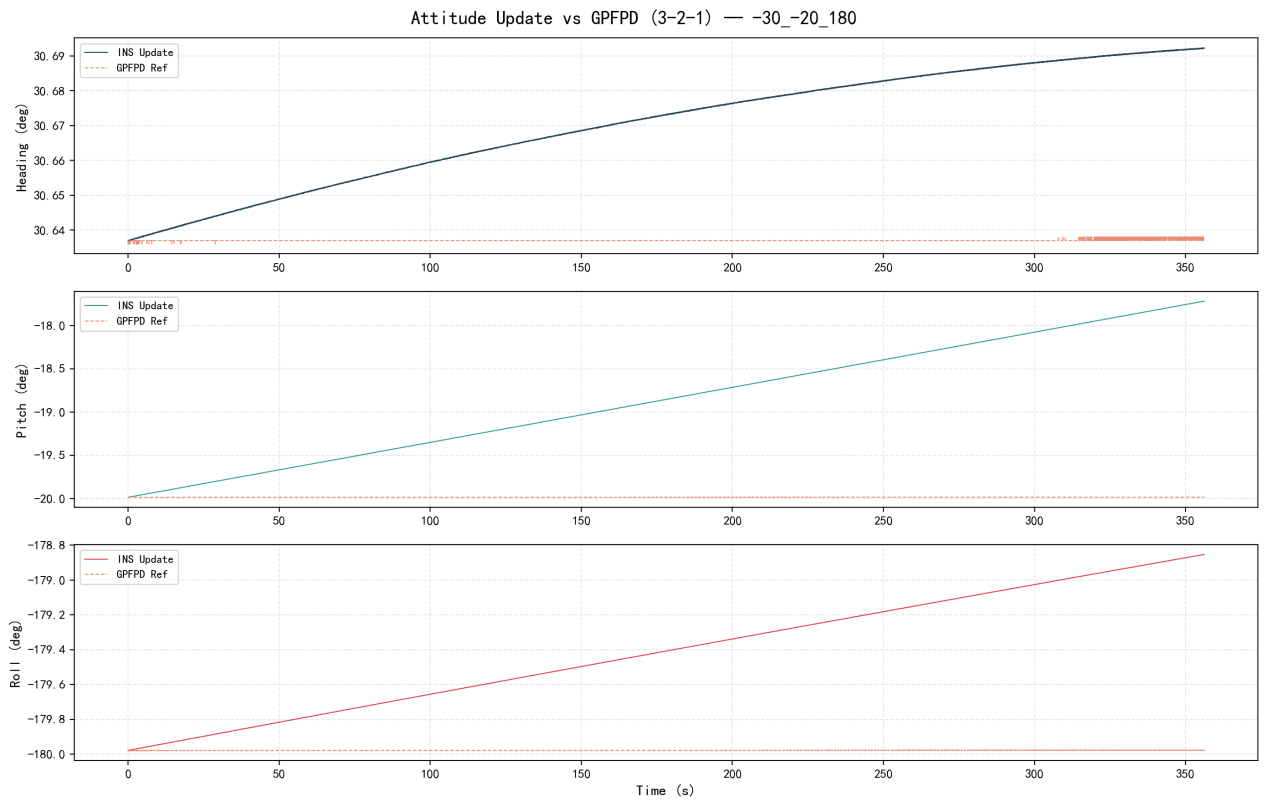 Attitude Update vs GPFPD (3-2-1) — -30_-20_180
Heading (deg)
30.69
30.68
30.67
30.66
30.65
30.64
INS Update
GPFPD Ref
0 50 100 150 200 250 300 350
Pitch (deg)
-18.0
-18.5
-19.0
-19.5
-20.0
INS Update
GPFPD Ref
0 50 100 150 200 250 300 350
Roll (deg)
-178.8
-179.0
-179.2
-179.4
-179.6
-179.8
-180.0
INS Update
GPFPD Ref
0 50 100 150 200 250 300 350
Time (s)